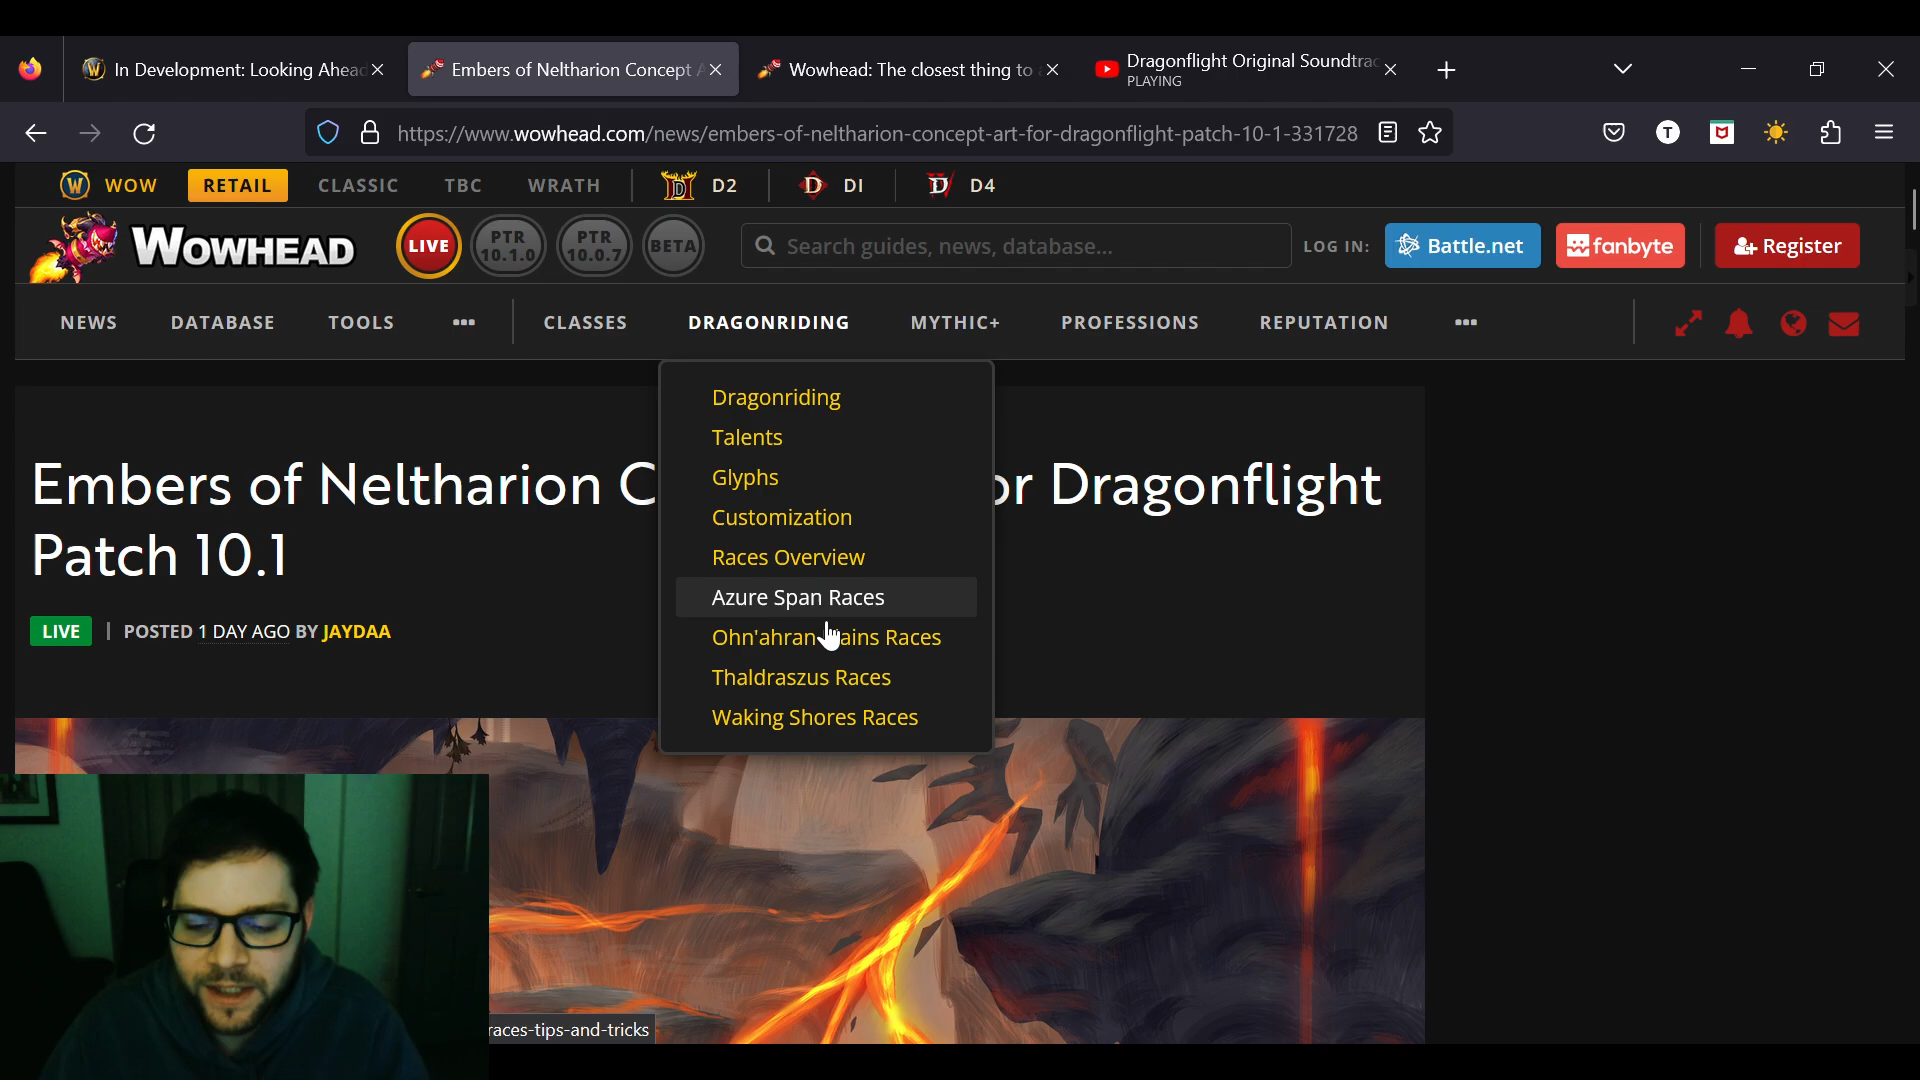 In Development: Looking Ahead
Embers of Neltharion Concept A
Wowhead: The closest thing to a
Dragonflight Original Soundtrac
PLAYING
https://www.wowhead.com/news/embers-of-neltharion-concept-art-for-dragonflight-patch-10-1-331728
WOW RETAIL CLASSIC TBC WRATH D2 DI D4
WOWHEAD
LIVE
PTR
10.1.0
PTR
10.0.7
BETA
Search guides, news, database...
LOG IN: Battle.net fanbyte Register
NEWS DATABASE TOOLS ••• CLASSES DRAGONRIDING MYTHIC+ PROFESSIONS REPUTATION •••
Dragonriding
Talents
Glyphs
Customization
Races Overview
Azure Span Races
Ohn'ahran ains Races
Thaldraszus Races
Waking Shores Races
Embers of Neltharion C or Dragonflight
Patch 10.1
LIVE | POSTED 1 DAY AGO BY JAYDAA
races-tips-and-tricks